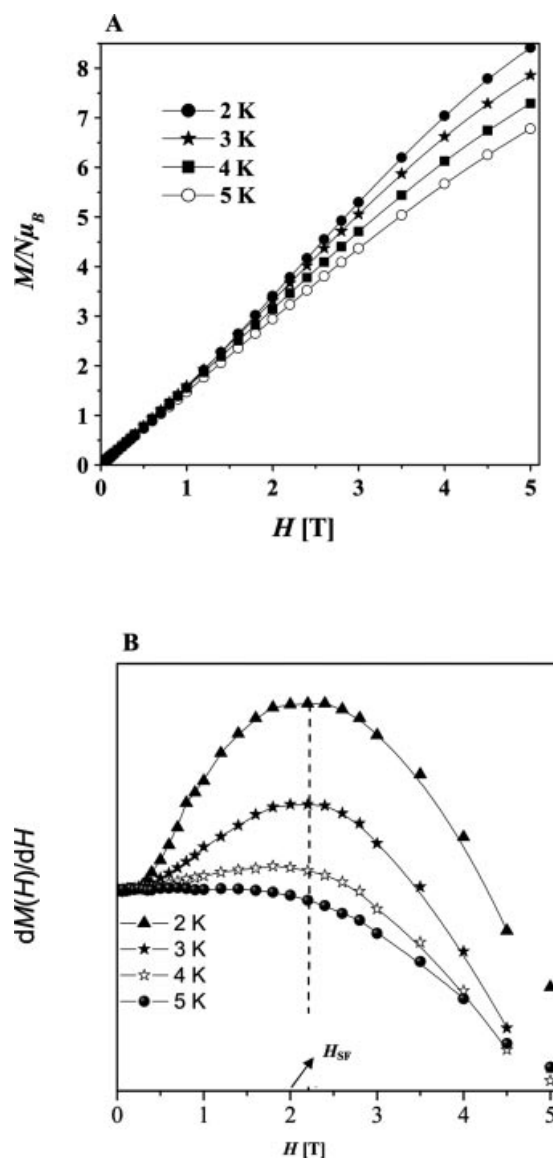 A
8
7
6
5
4
3
2
1
0
M/Nμ_B
2 K
3 K
4 K
5 K
0 1 2 3 4 5
H [T]
B
dM(H)/dH
2 K
3 K
4 K
5 K
H_SF
0 1 2 3 4 5
H [T]